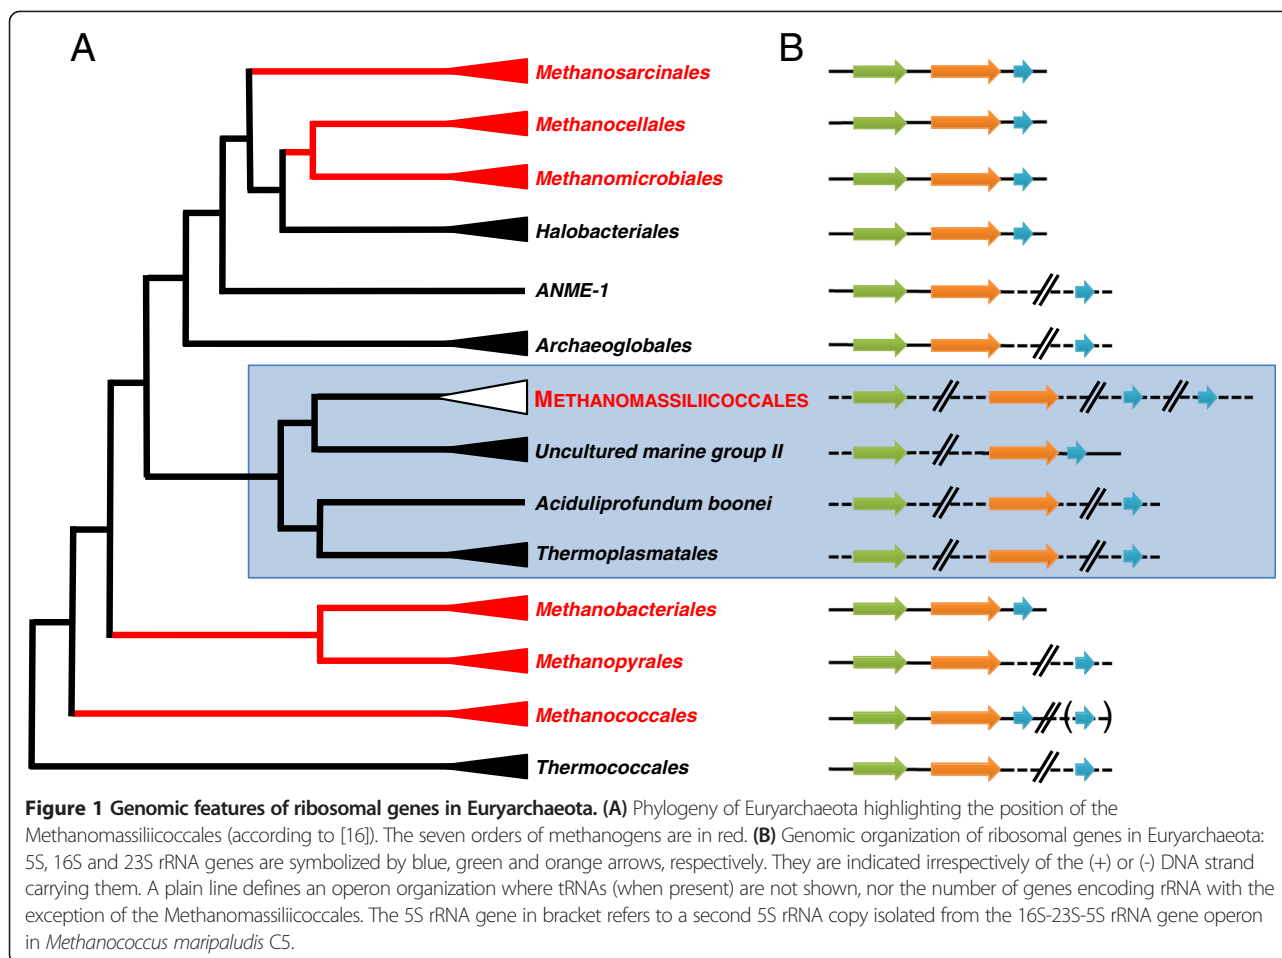 A
B
Methanosarcinales
Methanocellales
Methanomicrobiales
Halobacteriales
ANME-1
Archaeoglobales
METHANOMASSILIICOCCALES
Uncultured marine group II
Aciduliprofundum boonei
Thermoplasmatales
Methanobacteriales
Methanopyrales
Methanococcales
( )
Thermococcales
Figure 1 Genomic features of ribosomal genes in Euryarchaeota. (A) Phylogeny of Euryarchaeota highlighting the position of the
Methanomassiliicoccales (according to [16]). The seven orders of methanogens are in red. (B) Genomic organization of ribosomal genes in Euryarchaeota:
5S, 16S and 23S rRNA genes are symbolized by blue, green and orange arrows, respectively. They are indicated irrespectively of the (+) or (-) DNA strand
carrying them. A plain line defines an operon organization where tRNAs (when present) are not shown, nor the number of genes encoding rRNA with the
exception of the Methanomassiliicoccales. The 5S rRNA gene in bracket refers to a second 5S rRNA copy isolated from the 16S-23S-5S rRNA gene operon
in Methanococcus maripaludis C5.